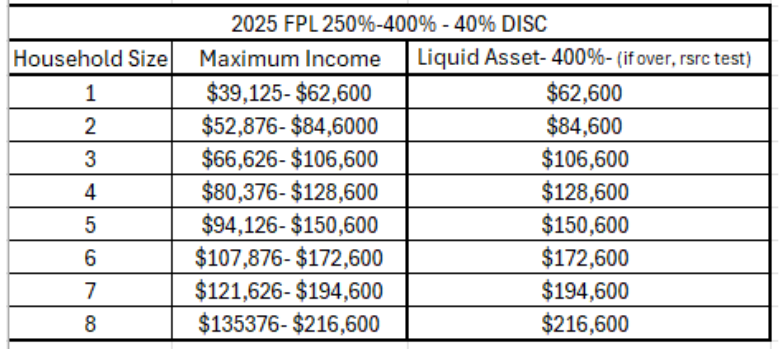 2025 FPL 250%-400% - 40% DISC
Household Size Maximum Income Liquid Asset- 400%- (if over, rsrc test)
1 $39,125- $62,600 $62,600
2 $52,876- $84,6000 $84,600
3 $66,626- $106,600 $106,600
4 $80,376- $128,600 $128,600
5 $94,126- $150,600 $150,600
6 $107,876- $172,600 $172,600
7 $121,626- $194,600 $194,600
8 $135376- $216,600 $216,600